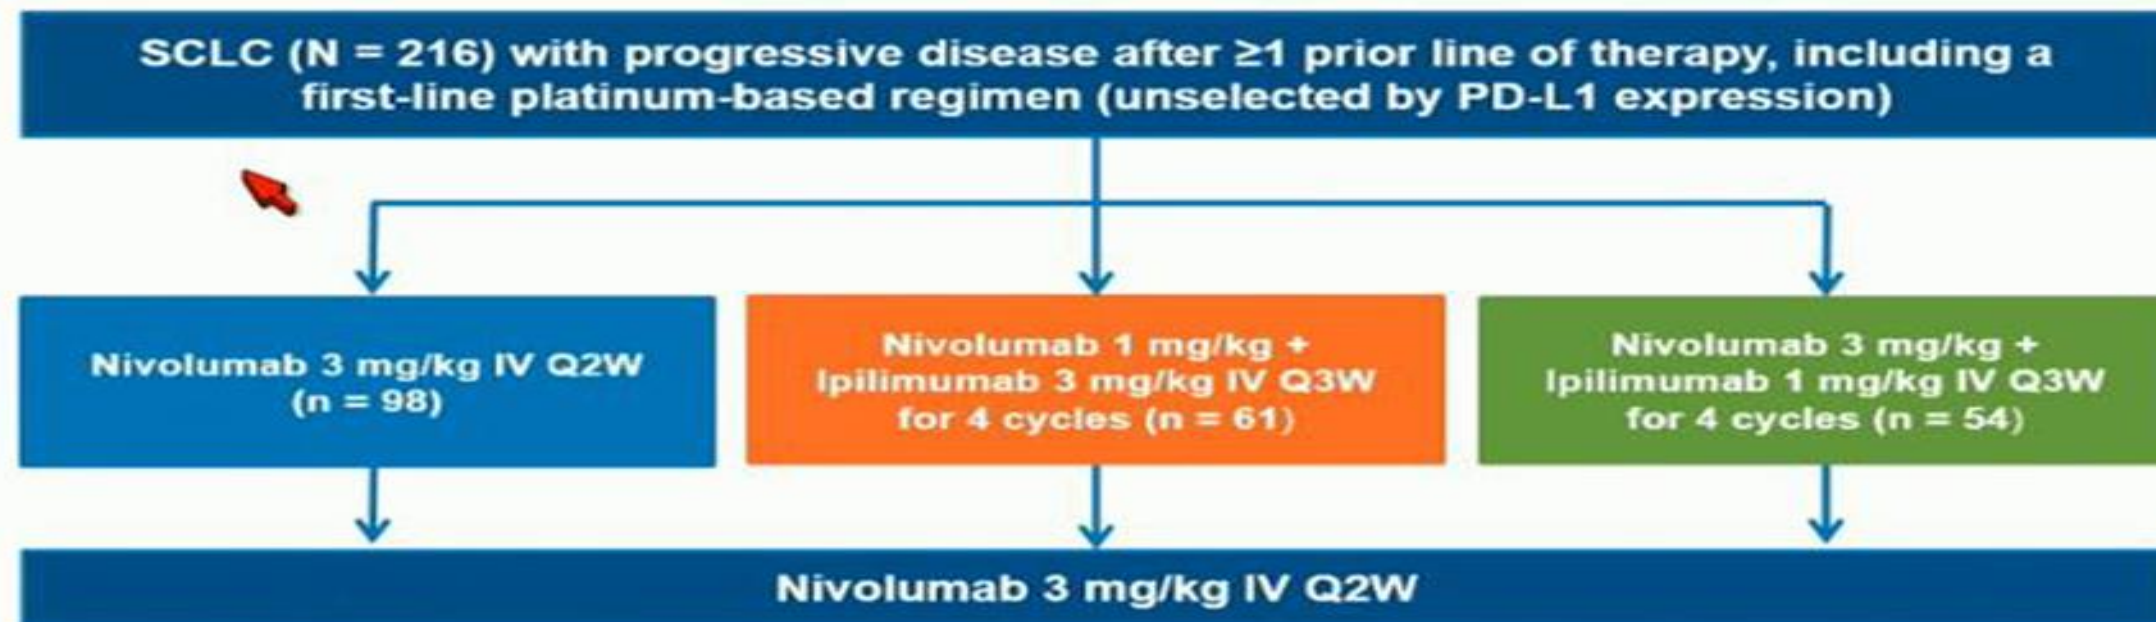 SCLC (N = 216) with progressive disease after ≥1 prior line of therapy, including a
first-line platinum-based regimen (unselected by PD-L1 expression)
Nivolumab 3 mg/kg IV Q2W
(n = 98)
Nivolumab 1 mg/kg +
Ipilimumab 3 mg/kg IV Q3W
for 4 cycles (n = 61)
Nivolumab 3 mg/kg +
Ipilimumab 1 mg/kg IV Q3W
for 4 cycles (n = 54)
Nivolumab 3 mg/kg IV Q2W